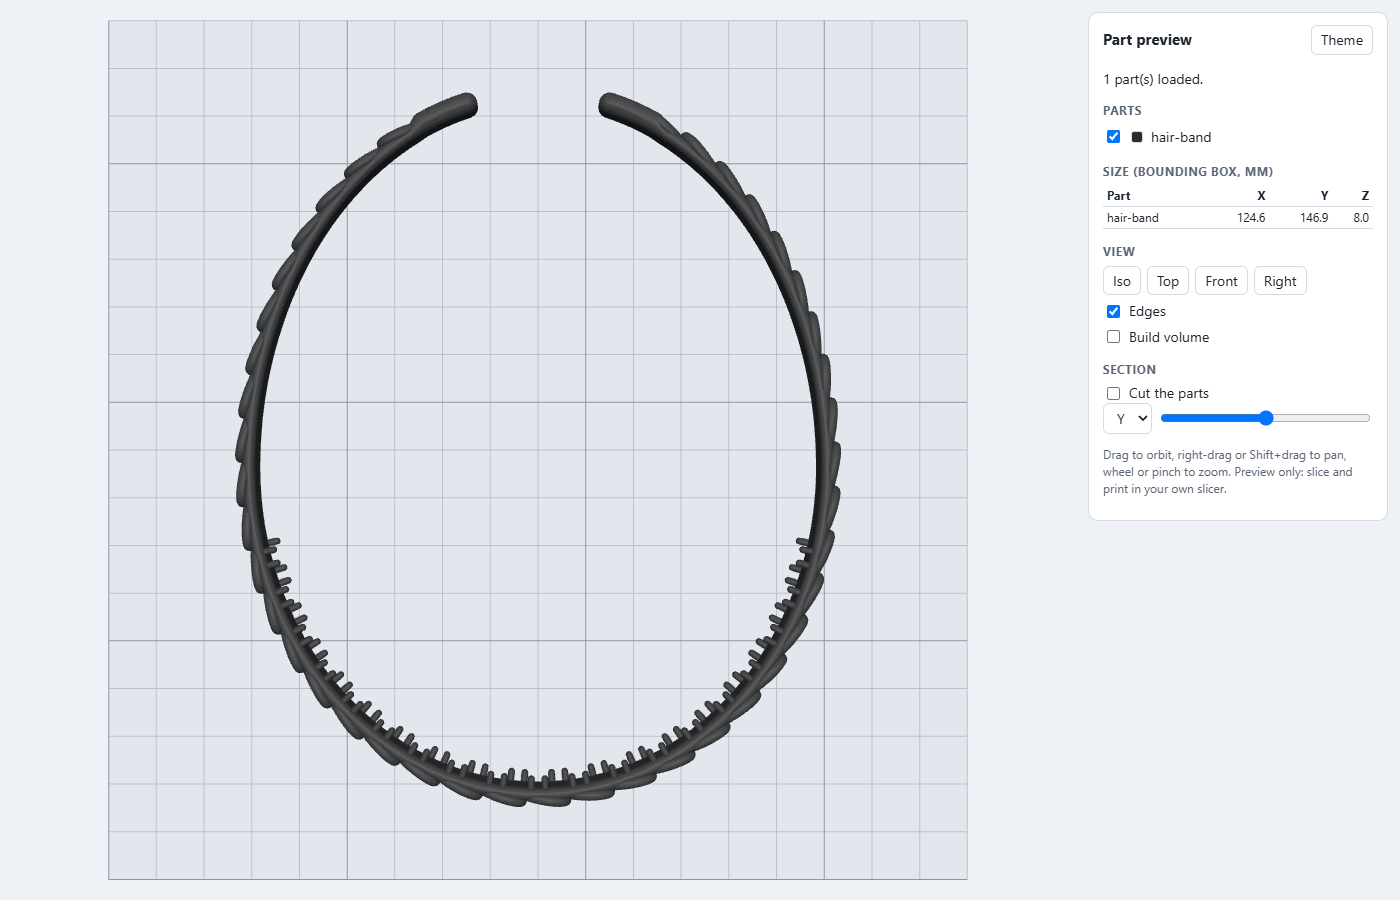 Part preview
Theme
1 part(s) loaded.
PARTS
hair-band
SIZE (BOUNDING BOX, MM)
Part X Y Z
hair-band 124.6 146.9 8.0
VIEW
Iso Top Front Right
Edges
Build volume
SECTION
Cut the parts
Y
Drag to orbit, right-drag or Shift+drag to pan,
wheel or pinch to zoom. Preview only: slice and
print in your own slicer.